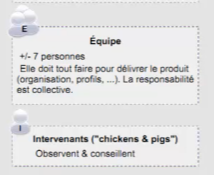 E
Équipe
+/- 7 personnes
Elle doit tout faire pour délivrer le produit
(organisation, profils, ...). La responsabilité
est collective.
I
Intervenants ("chickens & pigs")
Observent & conseillent